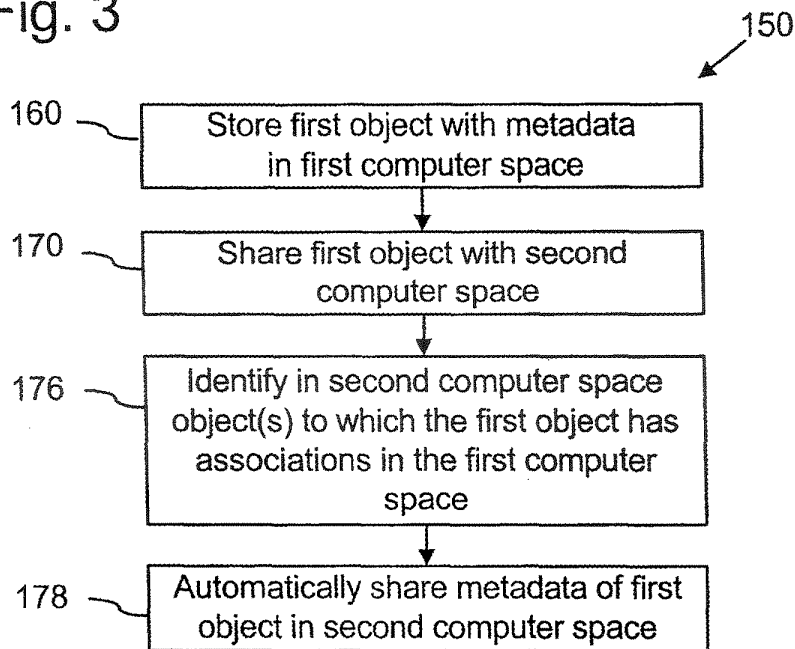 Fig. 3
150
160
Store first object with metadata
in first computer space
170
Share first object with second
computer space
176
Identify in second computer space
object(s) to which the first object has
associations in the first computer
space
178
Automatically share metadata of first
object in second computer space